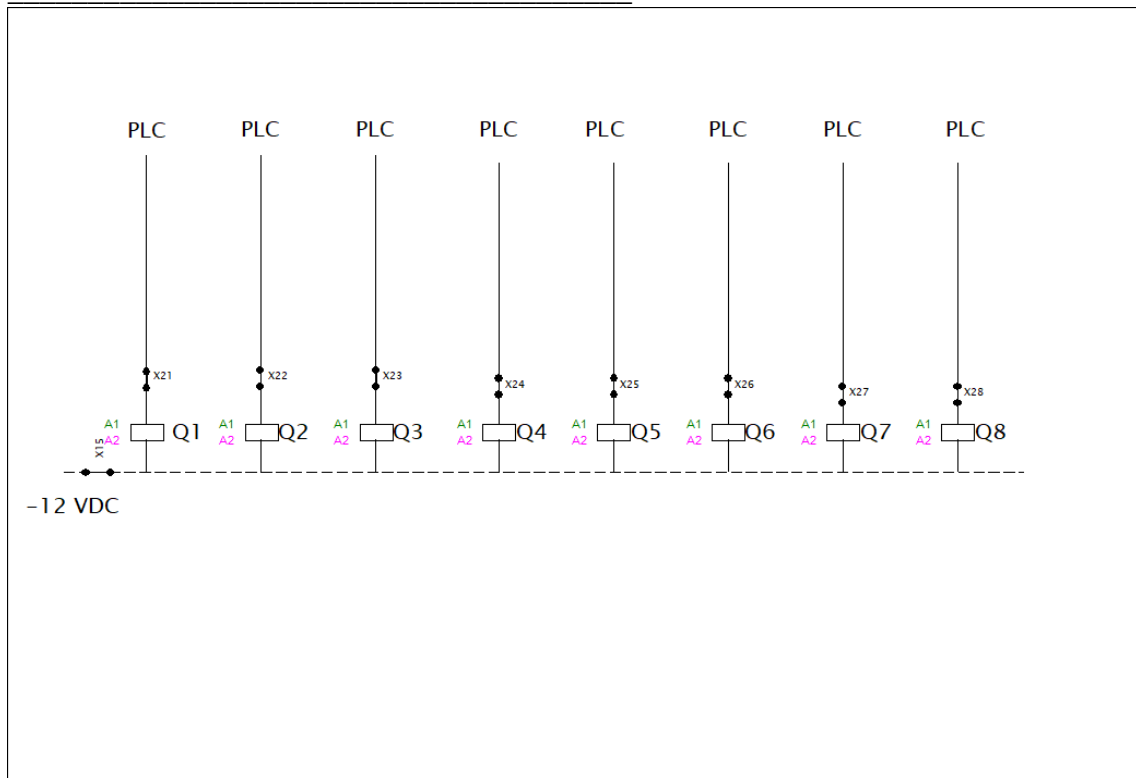 PLC PLC PLC PLC PLC PLC PLC PLC
X21 X22 X23 X24 X25 X26 X27 X28
A1 A1 A1 A1 A1 A1 A1 A1
Q1 Q2 Q3 Q4 Q5 Q6 Q7 Q8
A2 A2 A2 A2 A2 A2 A2 A2
X15
-12 VDC